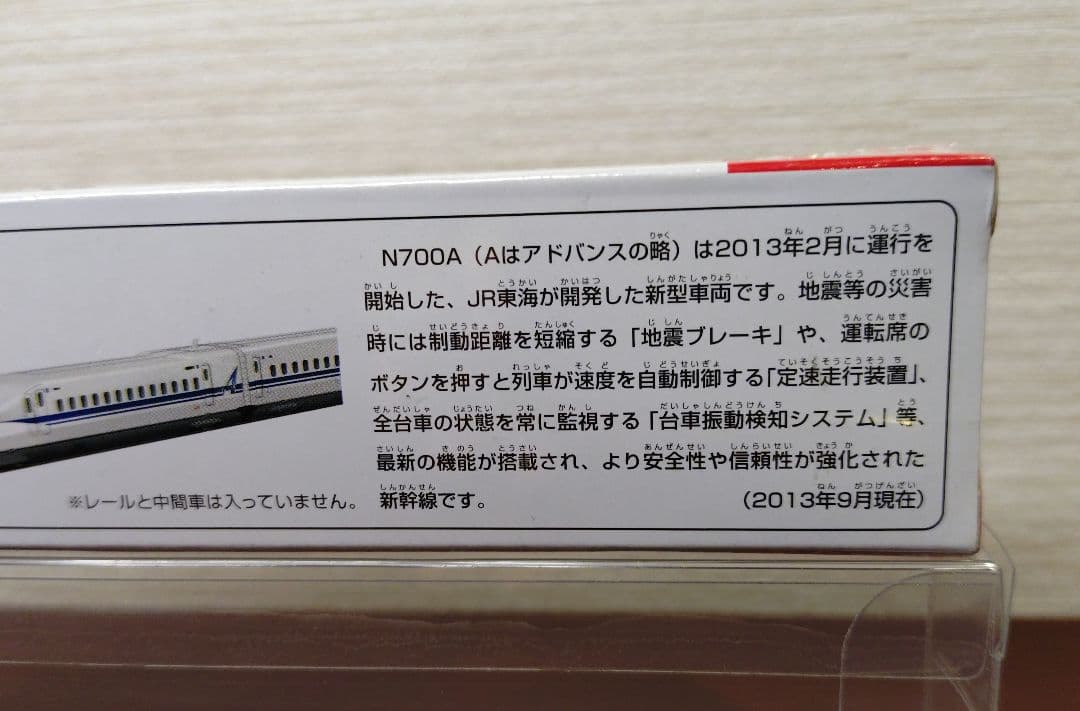 N700A（Aはアドバンスの略）は2013年2月に運行を
開始した、JR東海が開発した新型車両です。地震等の災害
時には制動距離を短縮する「地震ブレーキ」や、運転席の
ボタンを押すと列車が速度を自動制御する「定速走行装置」、
全台車の状態を常に監視する「台車振動検知システム」等、
最新の機能が搭載され、より安全性や信頼性が強化された
新幹線です。
（2013年9月現在）
※レールと中間車は入っていません。